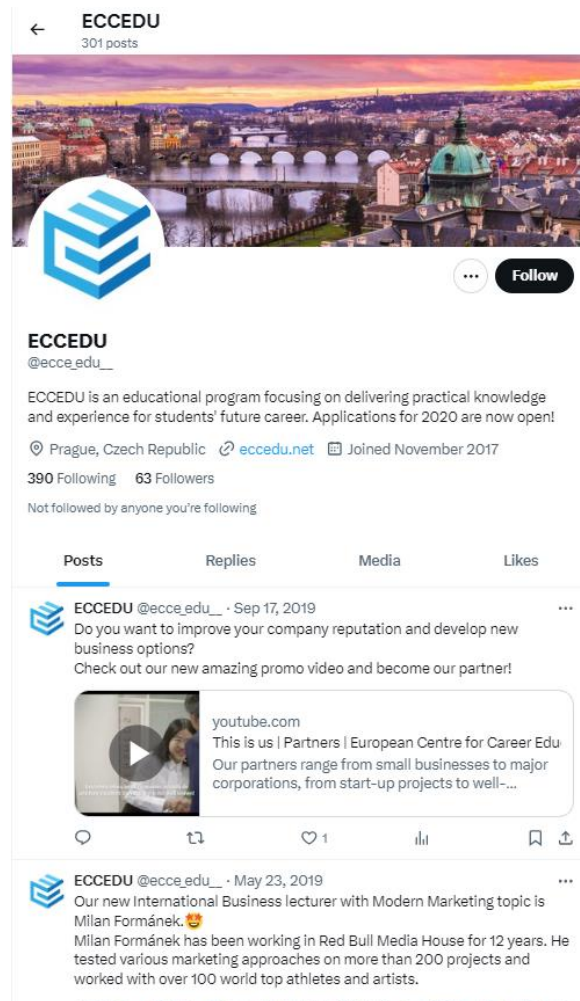 ECCEDU
301 posts
Follow
ECCEDU
@ecce_edu__
ECCEDU is an educational program focusing on delivering practical knowledge
and experience for students' future career. Applications for 2020 are now open!
Prague, Czech Republic eccedu.net Joined November 2017
390 Following 63 Followers
Not followed by anyone you're following
Posts Replies Media Likes
ECCEDU @ecce_edu__ · Sep 17, 2019
Do you want to improve your company reputation and develop new
business options?
Check out our new amazing promo video and become our partner!
youtube.com
This is us | Partners | European Centre for Career Edu
Our partners range from small businesses to major
corporations, from start-up projects to well-...
1
ECCEDU @ecce_edu__ · May 23, 2019
Our new International Business lecturer with Modern Marketing topic is
Milan Formánek.🤩
Milan Formánek has been working in Red Bull Media House for 12 years. He
tested various marketing approaches on more than 200 projects and
worked with over 100 world top athletes and artists.